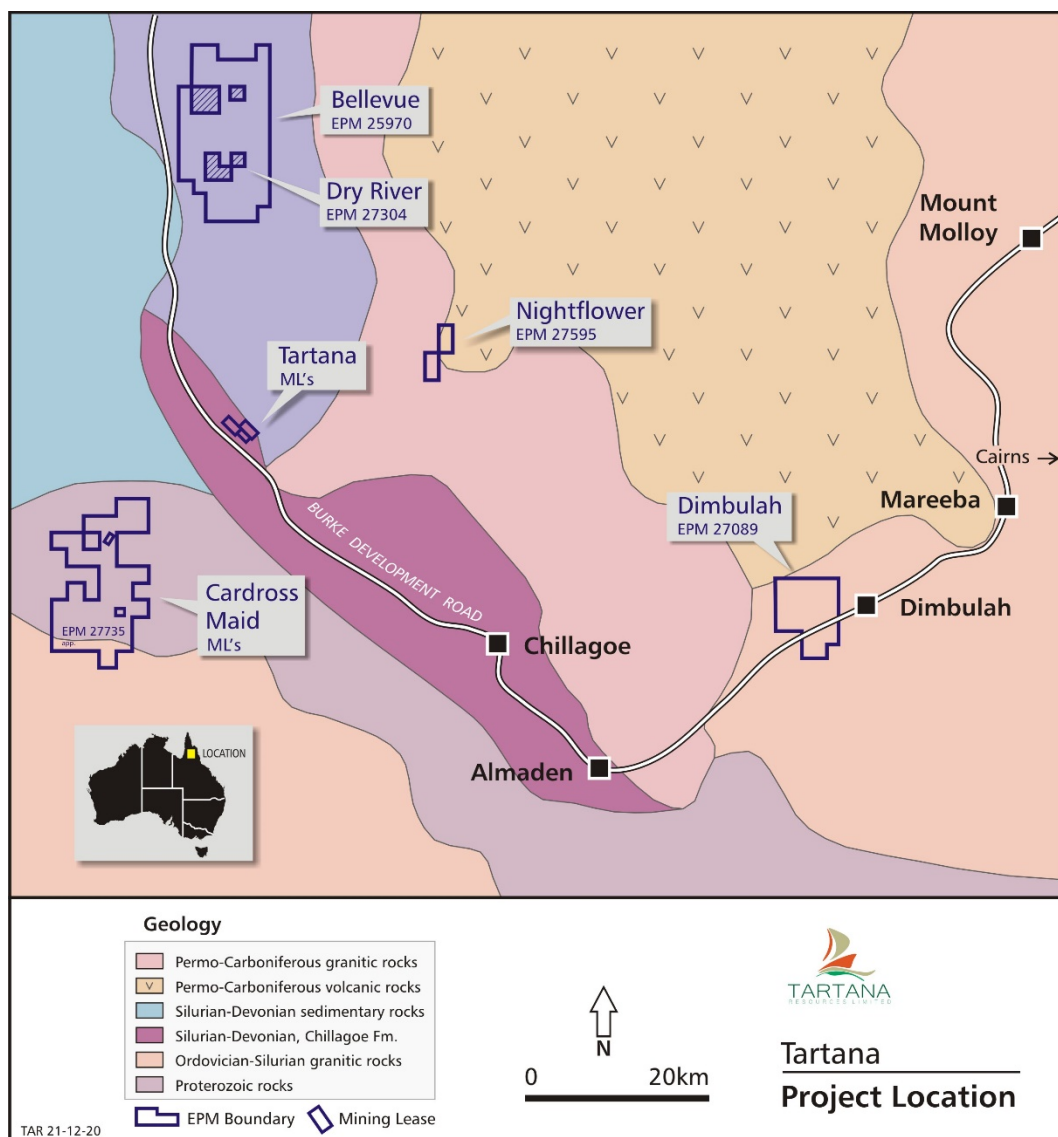 Bellevue
EPM 25970
Dry River
EPM 27304
Mount
Molloy
Nightflower
EPM 27595
Tartana
ML's
Cairns →
Mareeba
Dimbulah
EPM 27089
BURKE DEVELOPMENT ROAD
Cardross
Maid
ML's
EPM 27735
app.
Dimbulah
Chillagoe
LOCATION
Almaden
Geology
Permo-Carboniferous granitic rocks
Permo-Carboniferous volcanic rocks
Silurian-Devonian sedimentary rocks
Silurian-Devonian, Chillagoe Fm.
Ordovician-Silurian granitic rocks
Proterozoic rocks
EPM Boundary
Mining Lease
TAR 21-12-20
N
0
20km
TARTANA
RESOURCES LIMITED
Tartana
Project Location